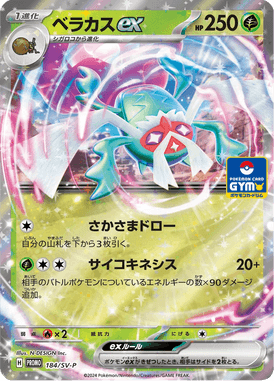 1進化
ベラカスex
HP 250
シガロコから進化
POKÉMON CARD
GYM
ポケモンカードジム
さかさまドロー
自分の山札を下から3枚引く。
サイコキネシス 20+
相手のバトルポケモンについているエネルギーの数×90ダメージ
追加。
弱点 ×2 抵抗力 にげる
Illus. N-DESIGN Inc.
H PROMO 184/SV-P
exルール
ポケモンexがきぜつしたとき、相手はサイドを2枚とる。
©2024 Pokémon/Nintendo/Creatures/GAME FREAK.